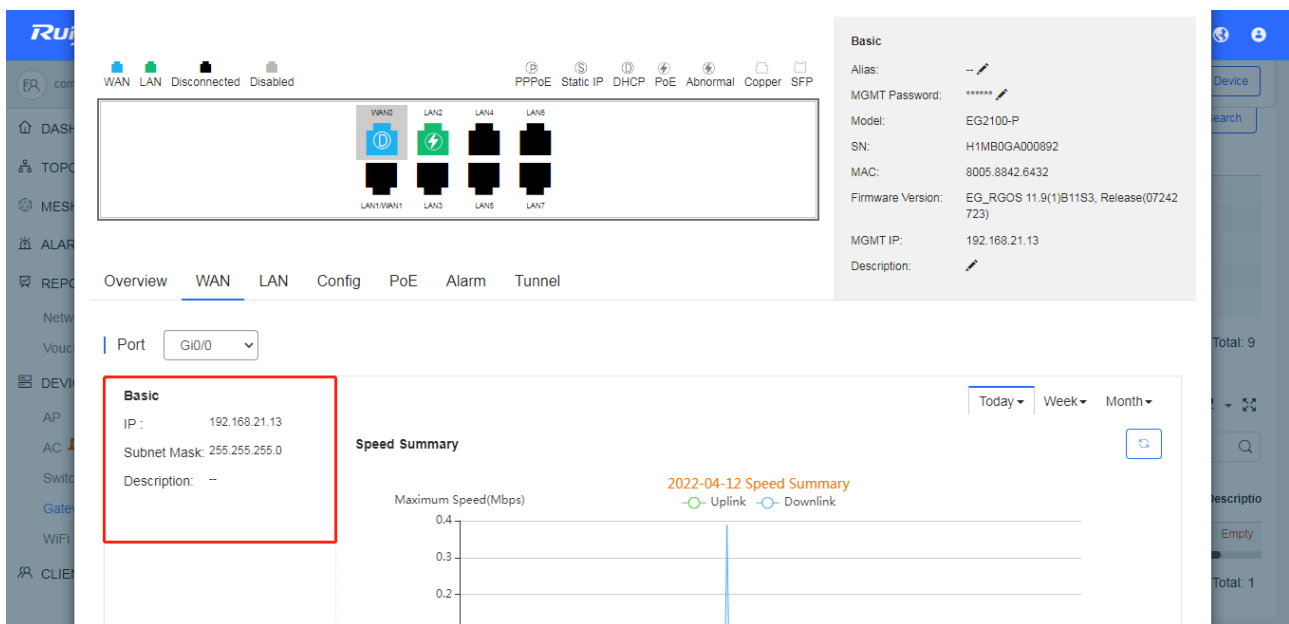 Ruij
WAN LAN Disconnected Disabled
PPPoE Static IP DHCP PoE Abnormal Copper SFP
WAN0 LAN2 LAN4 LAN6
LAN1/WAN1 LAN3 LAN5 LAN7
Basic
Alias: --
MGMT Password: ******
Model: EG2100-P
SN: H1MB0GA000892
MAC: 8005.8842.6432
Firmware Version: EG_RGOS 11.9(1)B11S3, Release(07242
723)
MGMT IP: 192.168.21.13
Description:
Device
earch
FR com
DASH
TOPO
MESH
ALAR
REPO
Netw
Vouc
DEVI
AP
AC
Switc
Gate
WiFi
CLIE
Overview WAN LAN Config PoE Alarm Tunnel
Port Gi0/0
Basic
IP : 192.168.21.13
Subnet Mask: 255.255.255.0
Description: --
Today Week Month
Speed Summary
2022-04-12 Speed Summary
Uplink Downlink
Maximum Speed(Mbps)
0.4
0.3
0.2
Total: 9
Descriptio
Empty
Total: 1